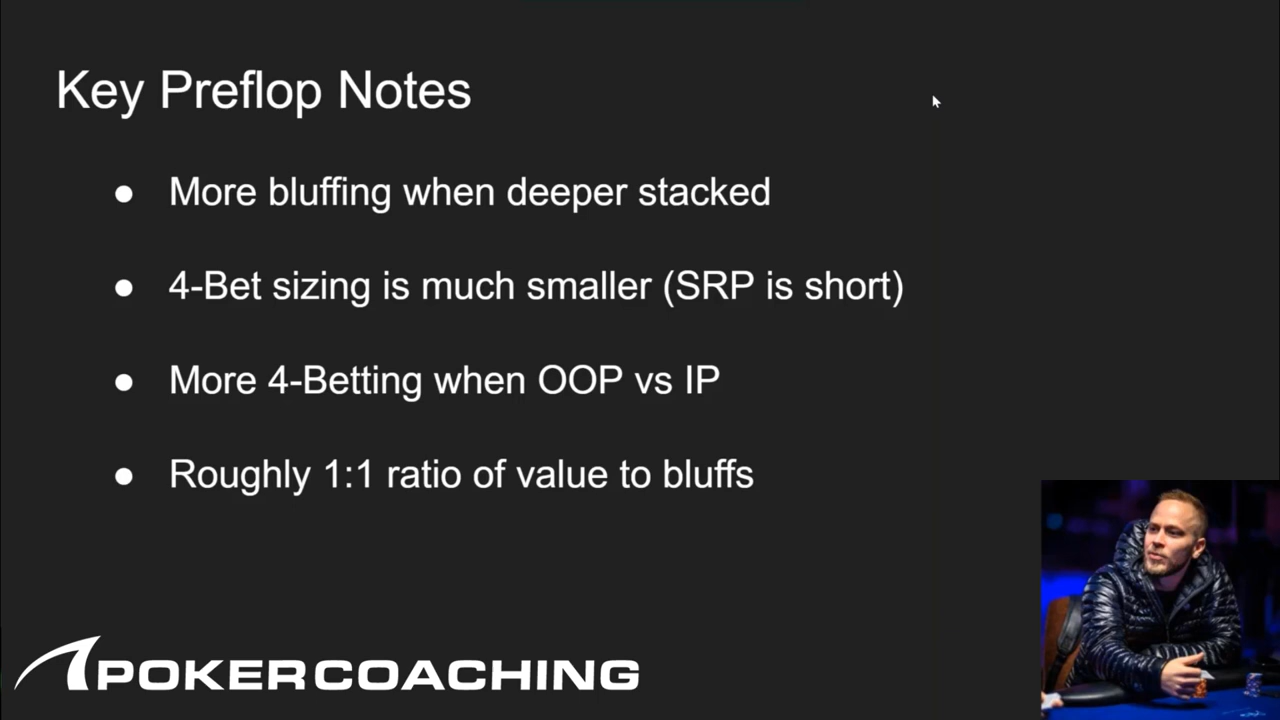 Key Preflop Notes
● More bluffing when deeper stacked
● 4-Bet sizing is much smaller (SRP is short)
● More 4-Betting when OOP vs IP
● Roughly 1:1 ratio of value to bluffs
POKERCOACHING